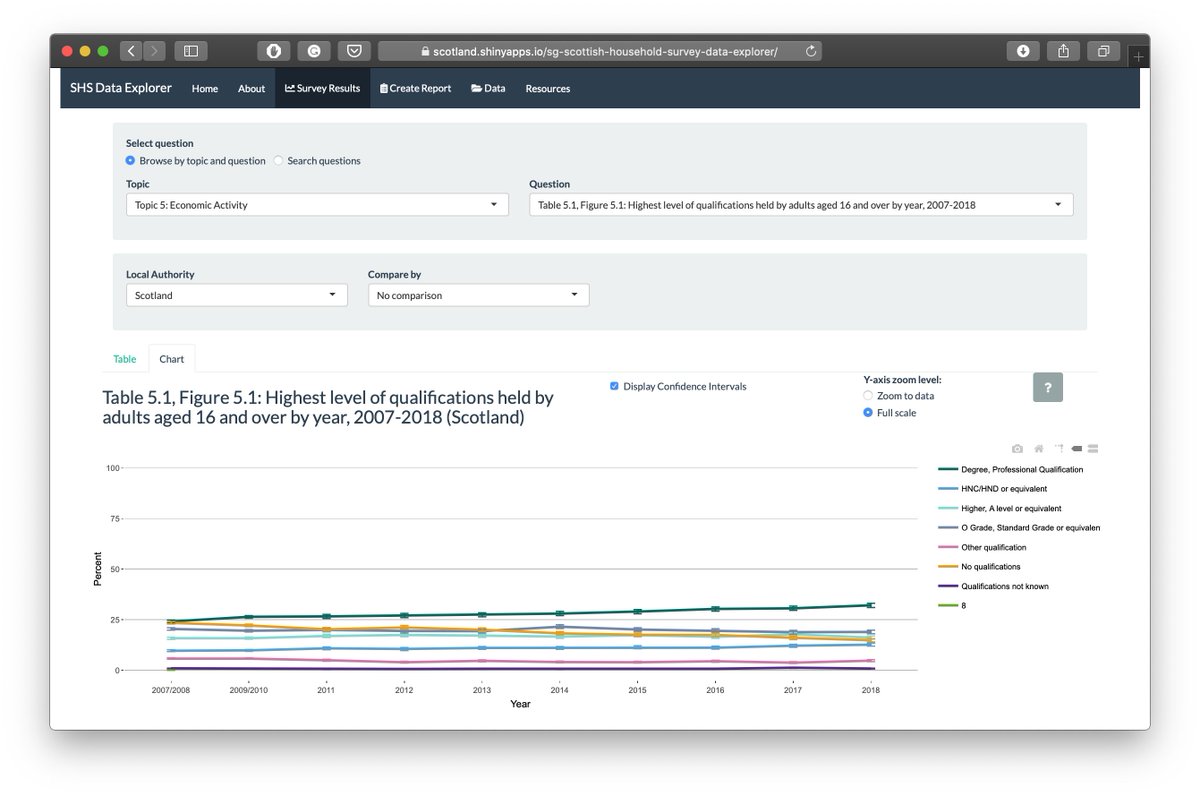 scotland.shinyapps.io/sg-scottish-household-survey-data-explorer/
SHS Data Explorer Home About Survey Results Create Report Data Resources
Select question
Browse by topic and question Search questions
Topic Question
Topic 5: Economic Activity Table 5.1, Figure 5.1: Highest level of qualifications held by adults aged 16 and over by year, 2007-2018
Local Authority Compare by
Scotland No comparison
Table Chart
Table 5.1, Figure 5.1: Highest level of qualifications held by
adults aged 16 and over by year, 2007-2018 (Scotland)
Display Confidence Intervals
Y-axis zoom level:
Zoom to data
Full scale
?
100
75
50
25
0
Percent
2007/2008 2009/2010 2011 2012 2013 2014 2015 2016 2017 2018
Year
Degree, Professional Qualification
HNC/HND or equivalent
Higher, A level or equivalent
O Grade, Standard Grade or equivalen
Other qualification
No qualifications
Qualifications not known
8